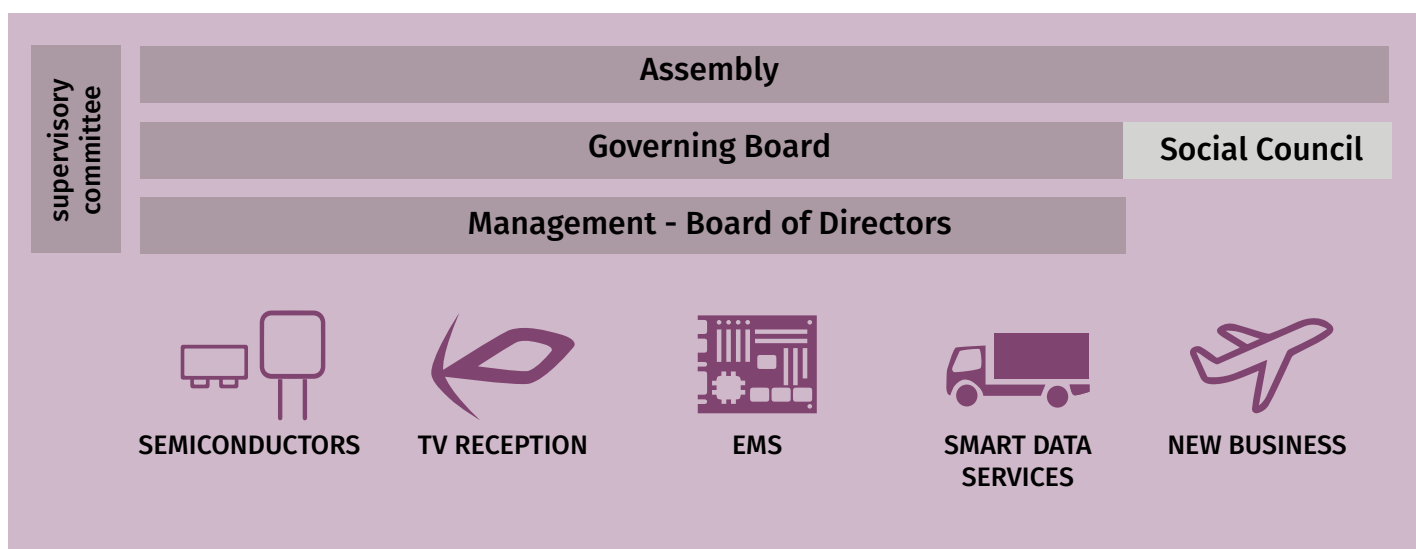 supervisory
committee
Assembly
Governing Board
Social Council
Management - Board of Directors
SEMICONDUCTORS
TV RECEPTION
EMS
SMART DATA
SERVICES
NEW BUSINESS